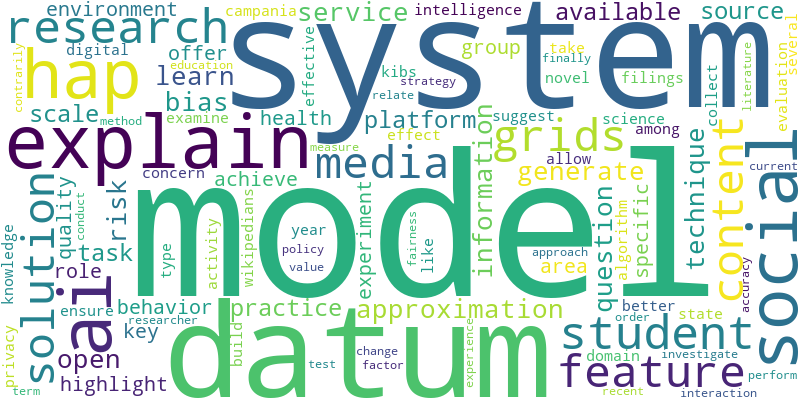 environment
campania
service
intelligence
available
source
research
system
several
digital
offer
group
take
contrarily
hap
education
learn
effective
kibs
strategy
finally
novel
filings
evaluation
literature
bias
relate
scale
method
examine
health
platform
suggest
science
collect
explain
effect
grids
among
measure
media
information
allow
technique
content
social
concern
achieve
generate
current
solution
quality
risk
model
knowledge
conduct
task
type
activity
wikipedians
year
experiment
fairness
like
question
algorithm
specific
role
ai
policy
value
approach
area
accuracy
ensure
behavior
practice
approximation
better
state
researcher
key
datum
order
student
privacy
open
build
change
experience
domain
investigate
test
factor
feature
perform
term
highlight
recent
interaction